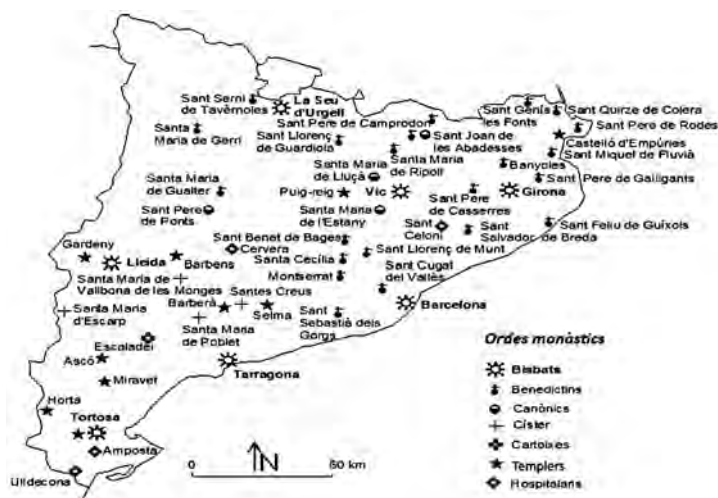 Sant Serni
de Tavèrnoles
La Seu
d'Urgell
Sant Pere de Camprodon
Sant Genís
les Fonts
Sant Quirze de Colera
Sant Pere de Rodes
Santa
Maria de Gerri
Sant Llorenç
de Guardiola
Sant Joan de
les Abadesses
Castelló d'Empúries
Sant Miquel de Fluvià
Santa Maria
de Lluçà
Santa Maria
de Ripoll
Banyoles
Santa Maria
de Gualter
Puig-reig
Vic
Girona
Sant Pere de Galligants
Sant Pere
de Ponts
Santa Maria
de l'Estany
Sant Pere
de Casserres
Sant
Celoni
Sant
Salvador de Breda
Sant Feliu de Guíxols
Gardeny
Sant Benet de Bages
Cervera
Lleida
Barbens
Santa Cecília
Sant Llorenç de Munt
Santa Maria de
Vallbona de les Monges
Montserrat
Sant Cugat
del Vallès
Santa Maria
d'Escarp
Barberà
Santes Creus
Selma
Sant
Sebastià dels
Gorgs
Barcelona
Santa Maria
de Poblet
Escaladei
Ascó
Tarragona
Miravet
Horta
Tortosa
Amposta
Ulldecona
N
0
60 km
Ordes monàstics
Bisbats
Benedictins
Canònics
Císter
Cartoixes
Templers
Hospitalaris